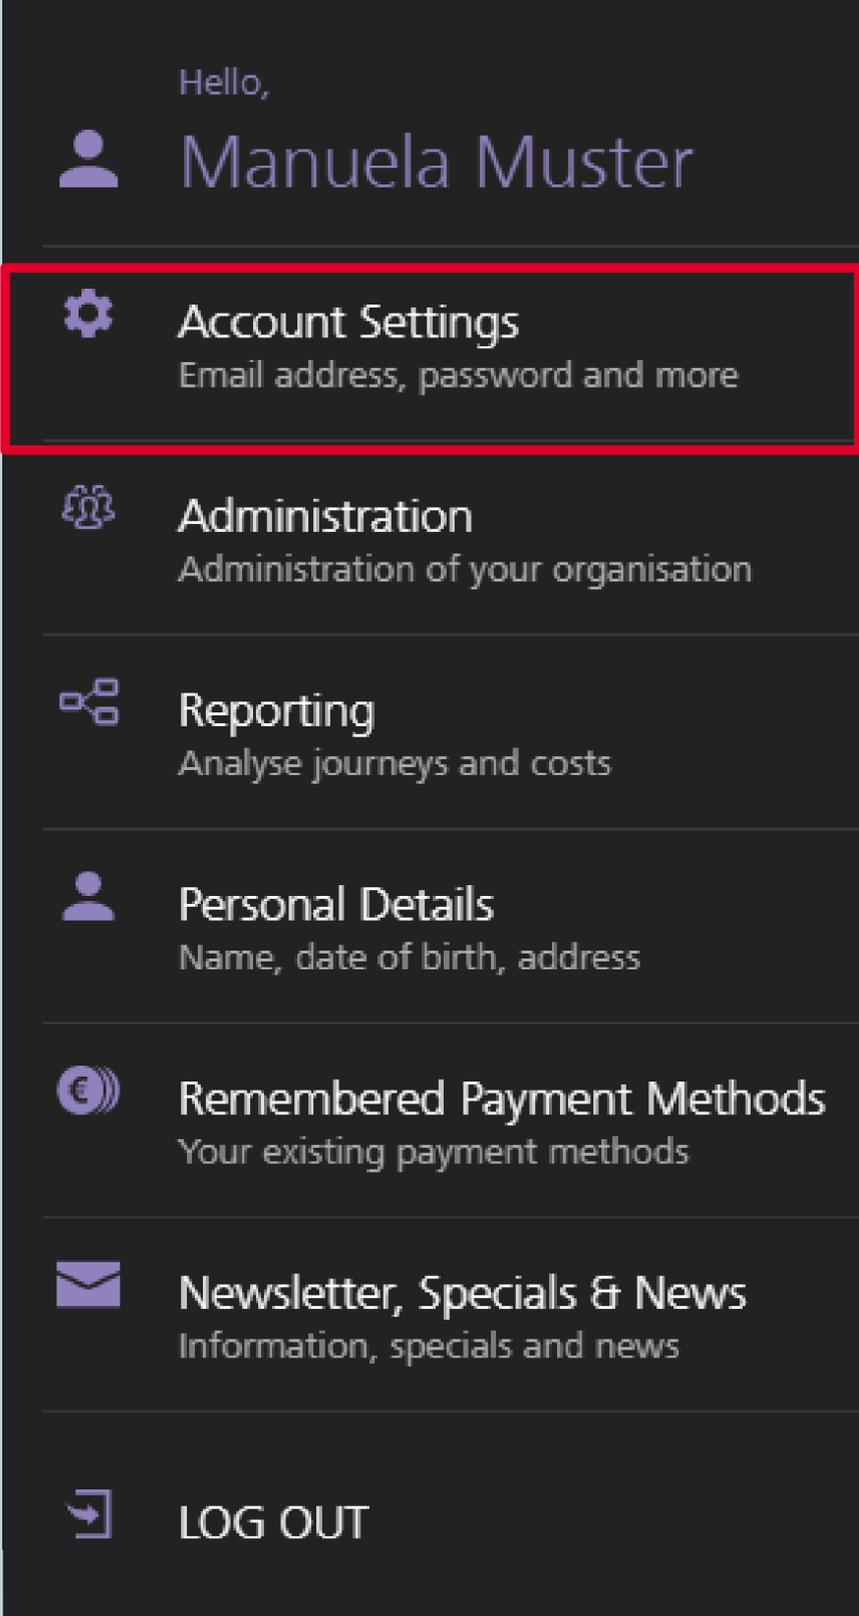 Hello,
Manuela Muster
Account Settings
Email address, password and more
Administration
Administration of your organisation
Reporting
Analyse journeys and costs
Personal Details
Name, date of birth, address
Remembered Payment Methods
Your existing payment methods
Newsletter, Specials & News
Information, specials and news
LOG OUT